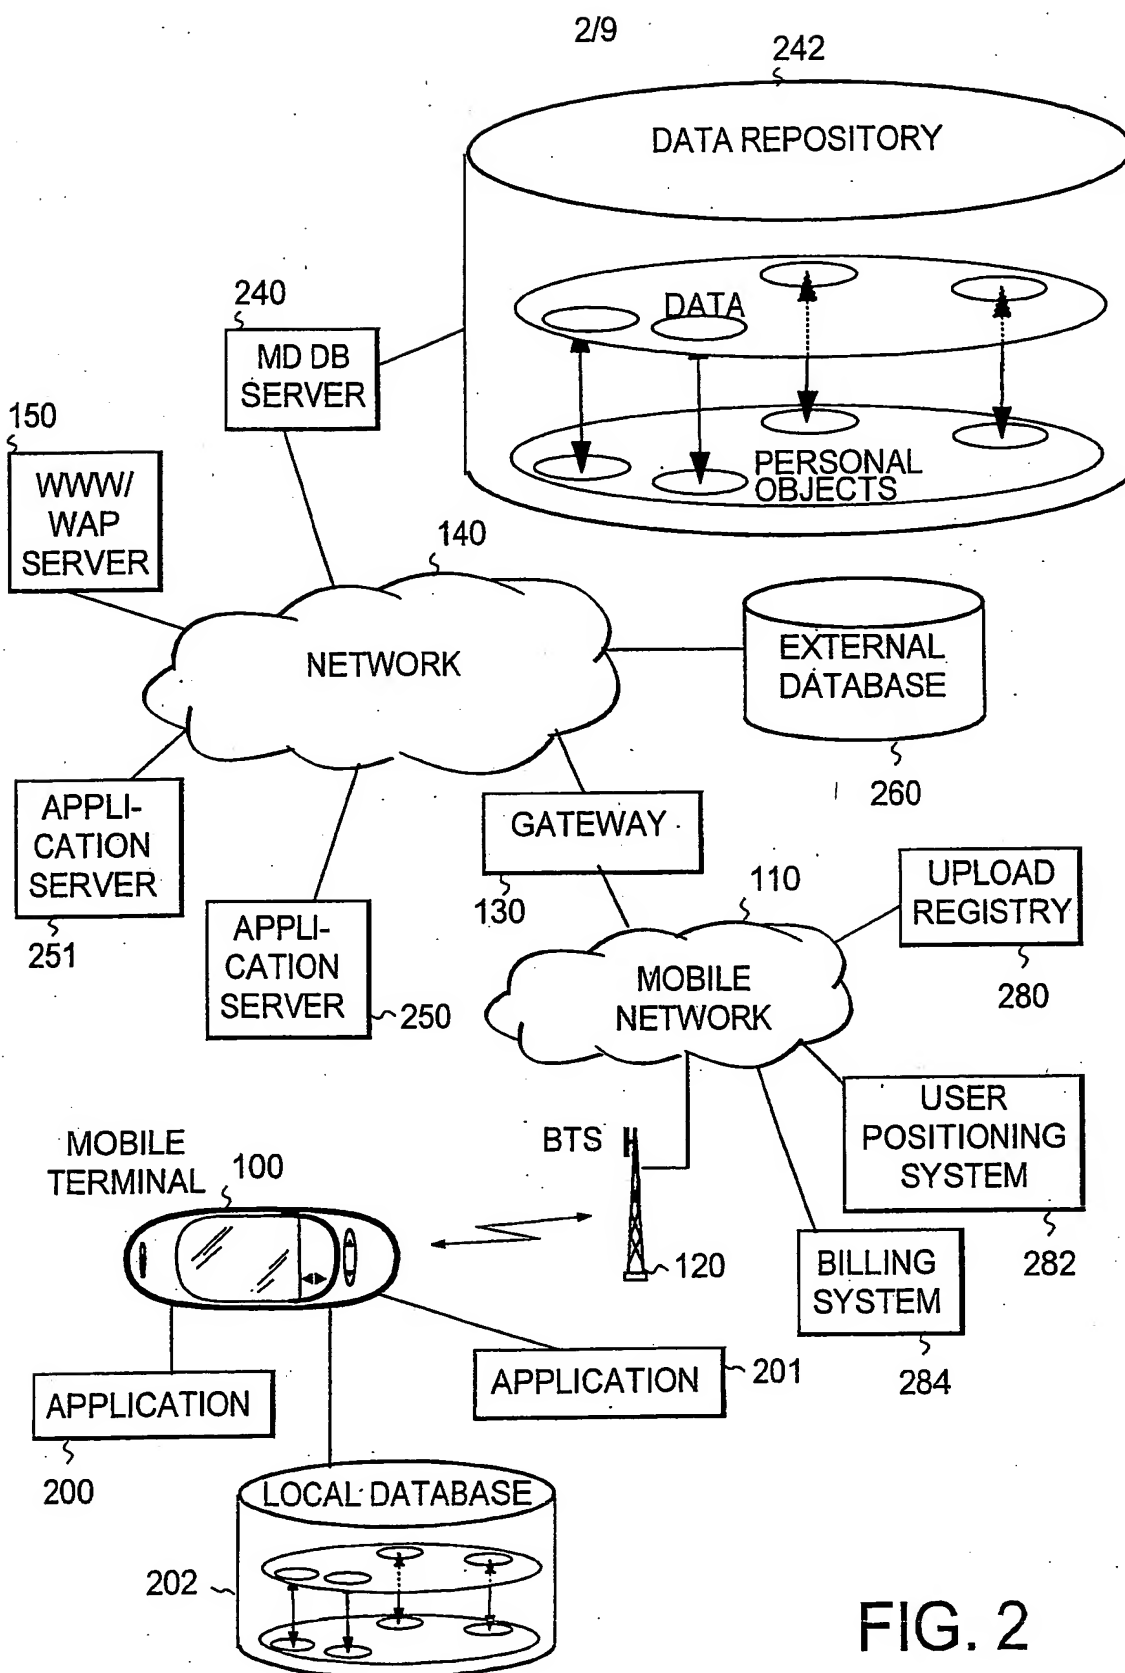 2/9
242
DATA REPOSITORY
DATA
PERSONAL
OBJECTS
240
MD DB
SERVER
150
WWW/
WAP
SERVER
140
NETWORK
EXTERNAL
DATABASE
260
APPLI-
CATION
SERVER
251
APPLI-
CATION
SERVER
250
GATEWAY
130
110
MOBILE
NETWORK
UPLOAD
REGISTRY
280
USER
POSITIONING
SYSTEM
282
BILLING
SYSTEM
284
BTS
120
MOBILE
TERMINAL
100
APPLICATION
200
APPLICATION
201
LOCAL DATABASE
202
FIG. 2